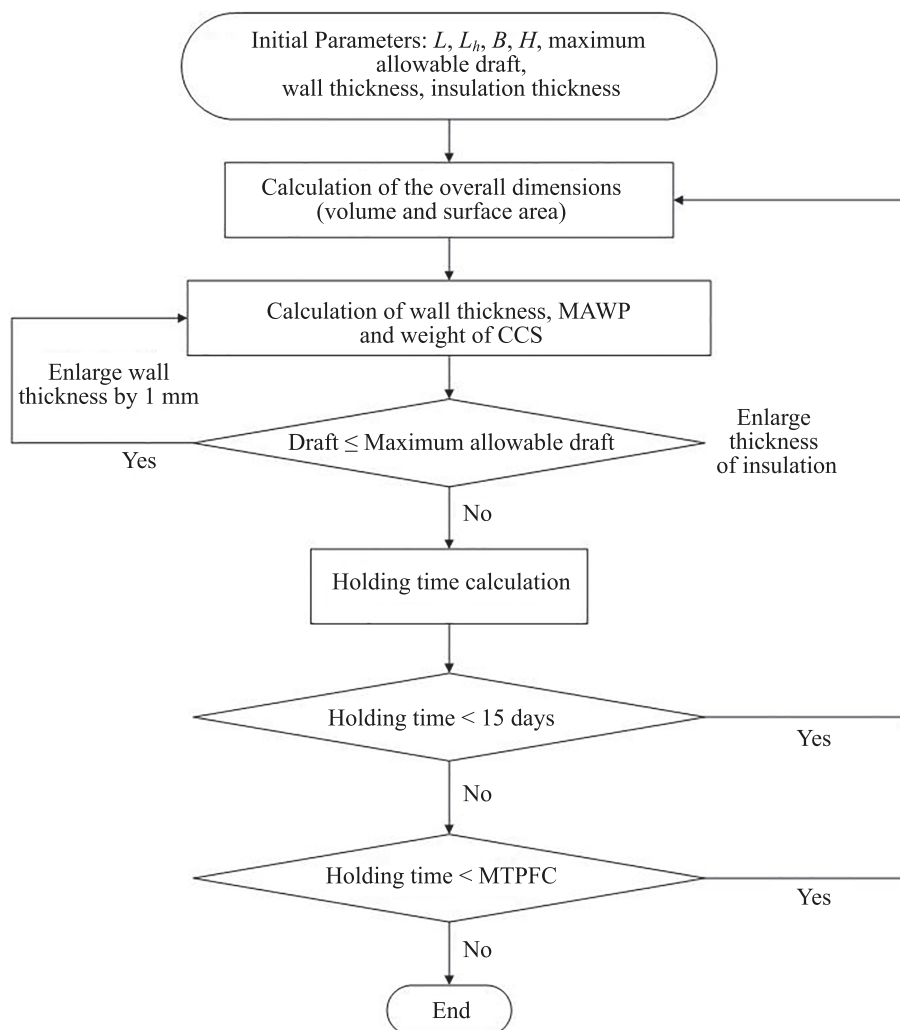 Initial Parameters: L, Lh, B, H, maximum
allowable draft,
wall thickness, insulation thickness
Calculation of the overall dimensions
(volume and surface area)
Calculation of wall thickness, MAWP
and weight of CCS
Enlarge wall
thickness by 1 mm
Draft ≤ Maximum allowable draft
Enlarge
thickness
of insulation
Yes
No
Holding time calculation
Holding time < 15 days
Yes
No
Holding time < MTPFC
Yes
No
End